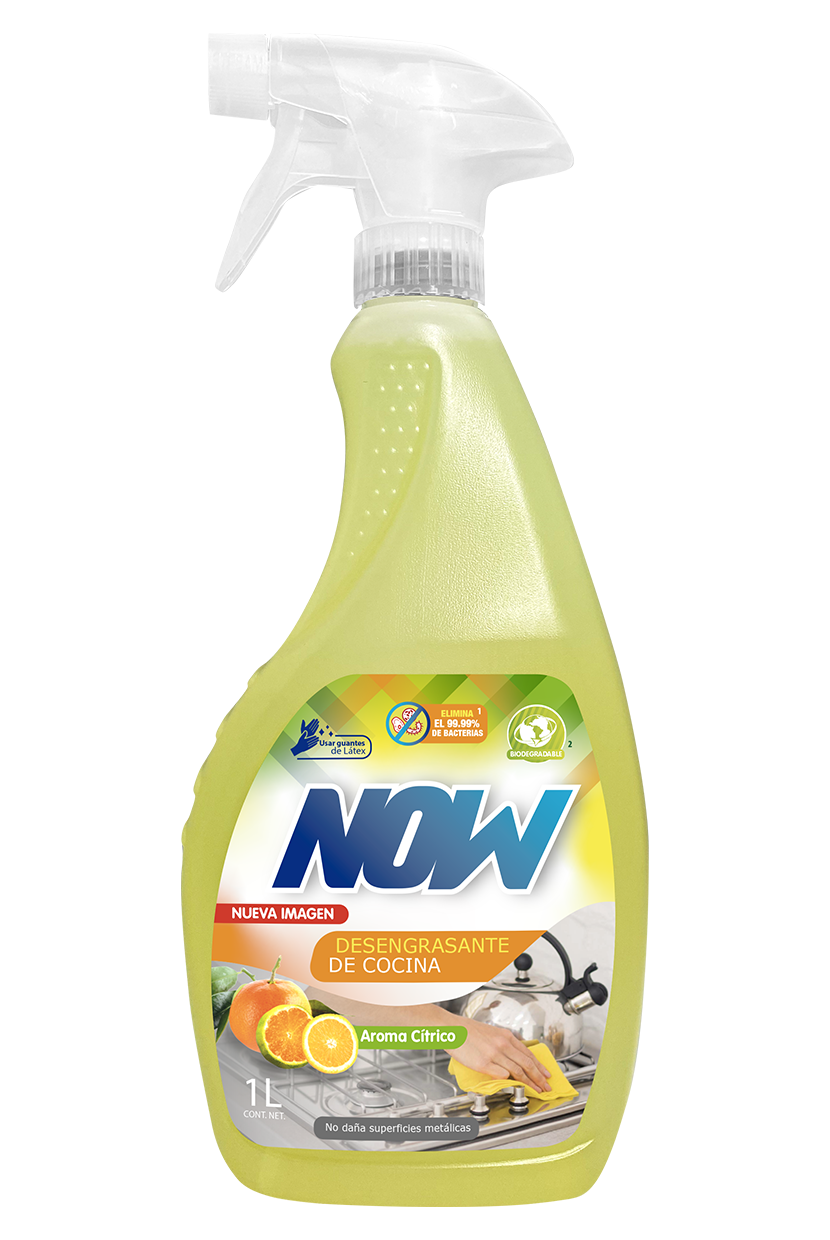 Usar guantes
de Látex
ELIMINA 1
EL 99.99%
DE BACTERIAS
BIODEGRADABLE 2
NOW
NUEVA IMAGEN
DESENGRASANTE
DE COCINA
Aroma Cítrico
1 L
CONT. NET.
No daña superficies metálicas